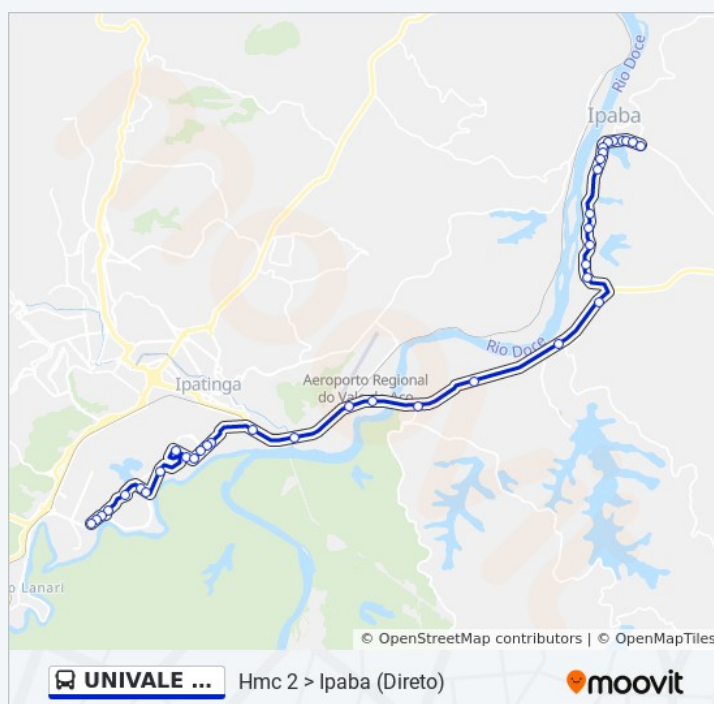 Rio Doce
Ipaba
Rio Doce
Aeroporto Regional
do Vale do Aço
Ipatinga
o Lanari
© OpenStreetMap contributors | © OpenMapTiles
UNIVALE ...
Hmc 2 > Ipaba (Direto)
moovit